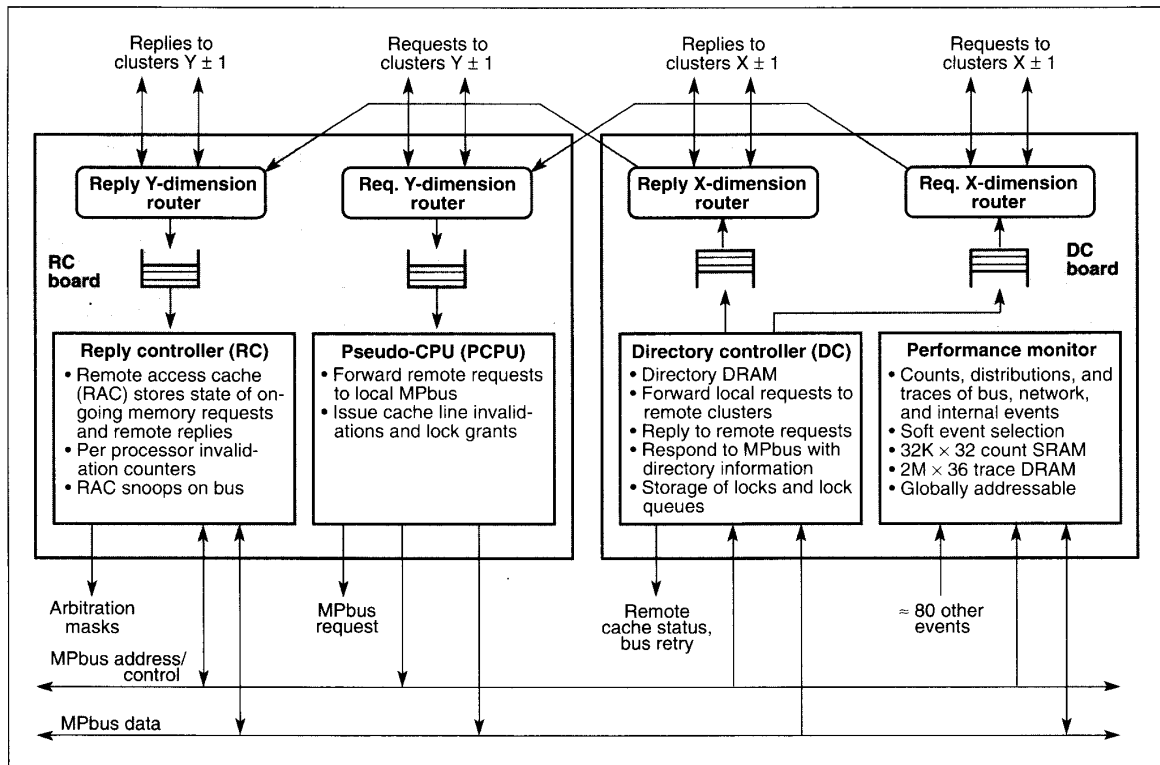 Replies to
clusters Y ± 1
Requests to
clusters Y ± 1
Replies to
clusters X ± 1
Requests to
clusters X ± 1
Reply Y-dimension
router
Req. Y-dimension
router
Reply X-dimension
router
Req. X-dimension
router
RC
board
DC
board
Reply controller (RC)
• Remote access cache
(RAC) stores state of on-
going memory requests
and remote replies
• Per processor invalid-
ation counters
• RAC snoops on bus
Pseudo-CPU (PCPU)
• Forward remote requests
to local MPbus
• Issue cache line invalid-
ations and lock grants
Directory controller (DC)
• Directory DRAM
• Forward local requests to
remote clusters
• Reply to remote requests
• Respond to MPbus with
directory information
• Storage of locks and lock
queues
Performance monitor
• Counts, distributions, and
traces of bus, network,
and internal events
• Soft event selection
• 32K × 32 count SRAM
• 2M × 36 trace DRAM
• Globally addressable
Arbitration
masks
MPbus
request
Remote
cache status,
bus retry
≈ 80 other
events
MPbus address/
control
MPbus data